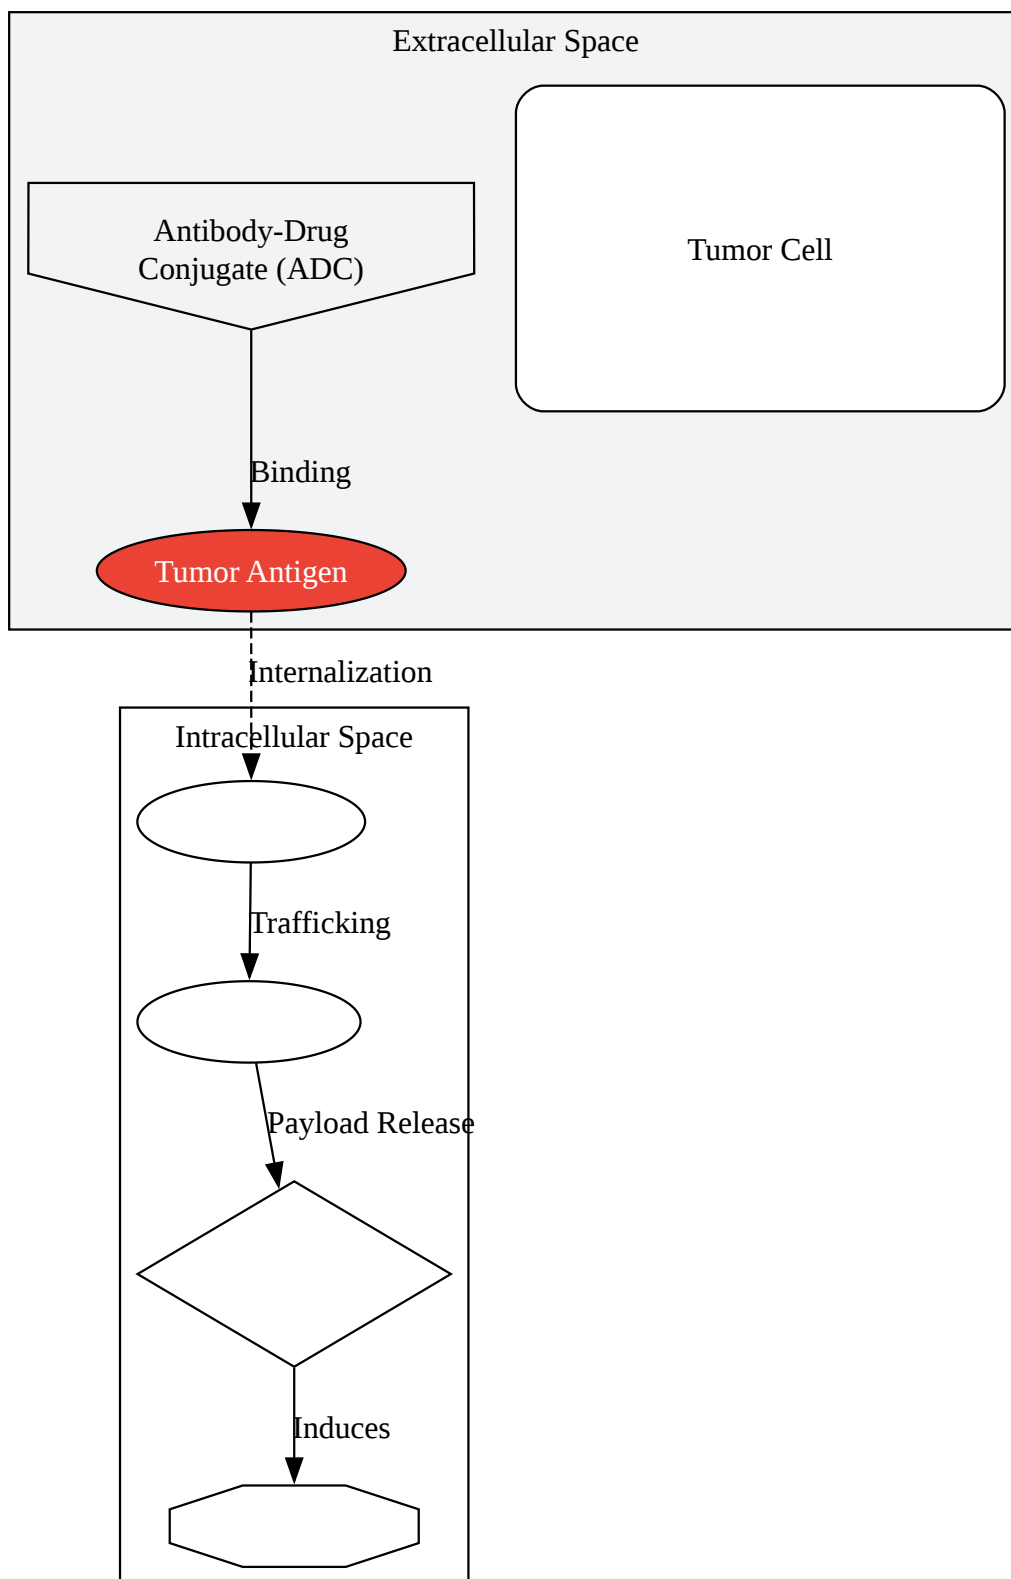 Extracellular Space
Antibody-Drug
Conjugate (ADC)
Tumor Cell
Binding
Tumor Antigen
Internalization
Intracellular Space
Trafficking
Payload Release
Induces